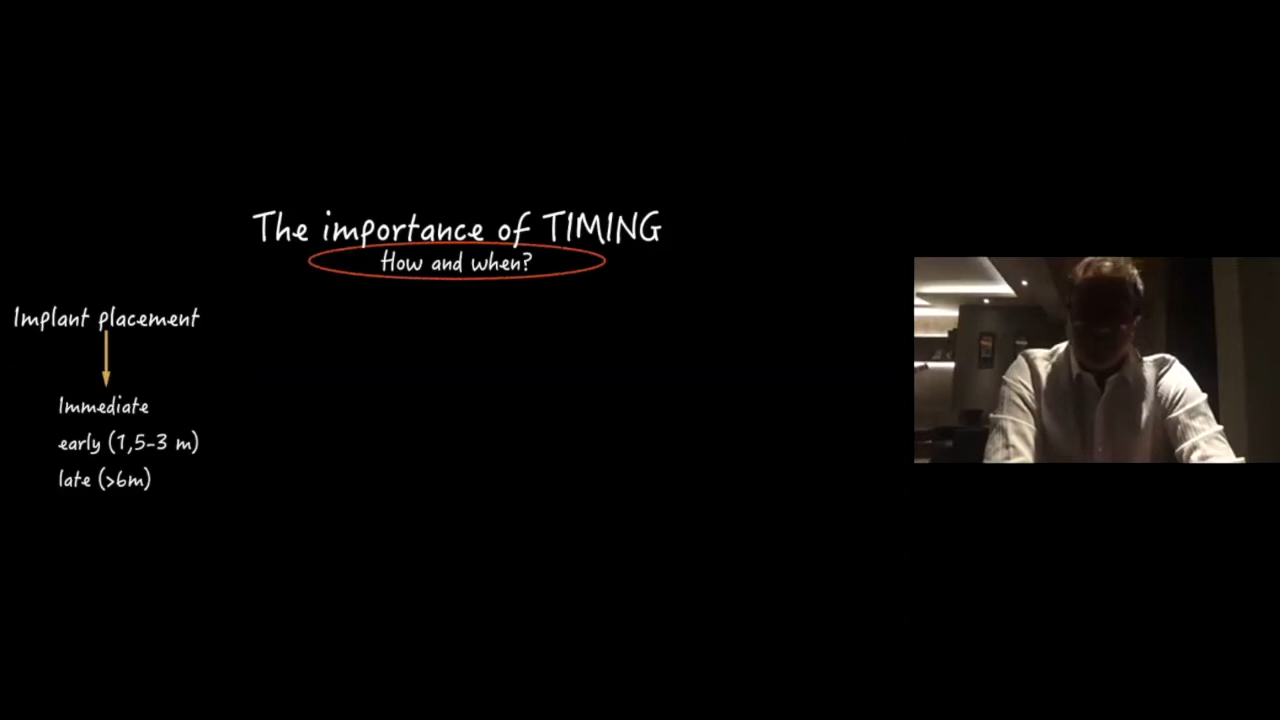 The importance of TIMING
How and when?
Implant placement
Immediate
early (1,5-3 m)
late (>6m)